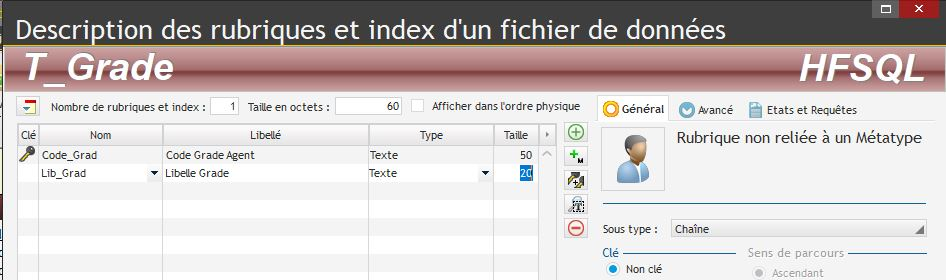 Description des rubriques et index d'un fichier de données
T_Grade HFSQL
Nombre de rubriques et index : 1 Taille en octets : 60 Afficher dans l'ordre physique
Général Avancé Etats et Requêtes
Clé Nom Libellé Type Taille
Code_Grad Code Grade Agent Texte 50
Lib_Grad Libelle Grade Texte 20
M
Rubrique non reliée à un Métatype
Sous type : Chaîne
Clé Sens de parcours
Non clé Ascendant